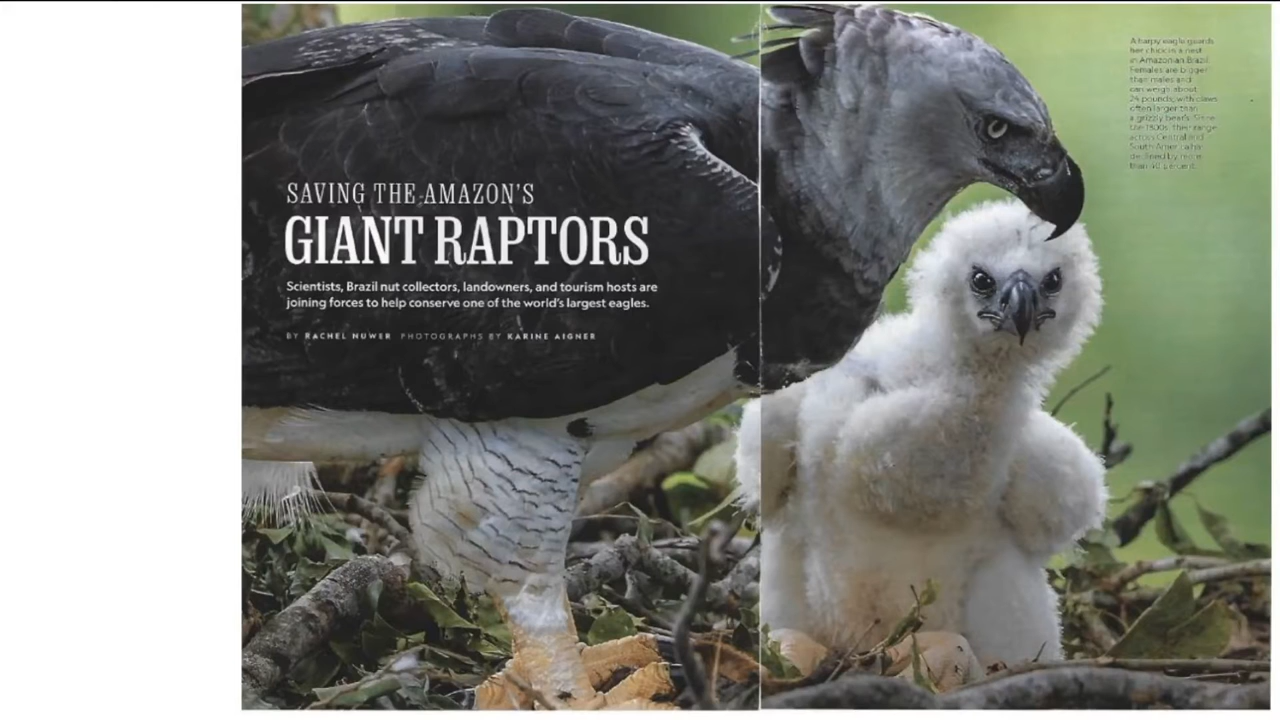 SAVING THE AMAZON'S
GIANT RAPTORS
Scientists, Brazil nut collectors, landowners, and tourism hosts are
joining forces to help conserve one of the world's largest eagles.
BY RACHEL NUWER PHOTOGRAPHS BY KARINE AIGNER
A harpy eagle guards
her chick in a nest
in Amazonian Brazil.
Females are bigger
than males and
can weigh about
24 pounds, with claws
often larger than
a grizzly bear's. Since
the 1800s, their range
across Central and
South America has
declined by more
than 40 percent.